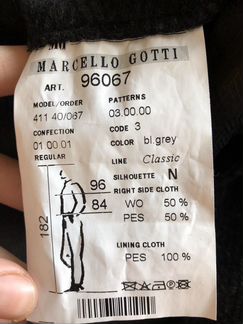 MARCELLO GOTTI
ART. 96067
MODEL/ORDER PATTERNS
411 40/067 03.00.00
CONFECT CODE 3
01 00 01 COLOR bl.grey
REGULAR LINE Classic
SILHOUETTE N
96 RIGHT SIDE CLOTH
84 WO 50 %
182 PES 50 %
LINING CLOTH
PES 100 %